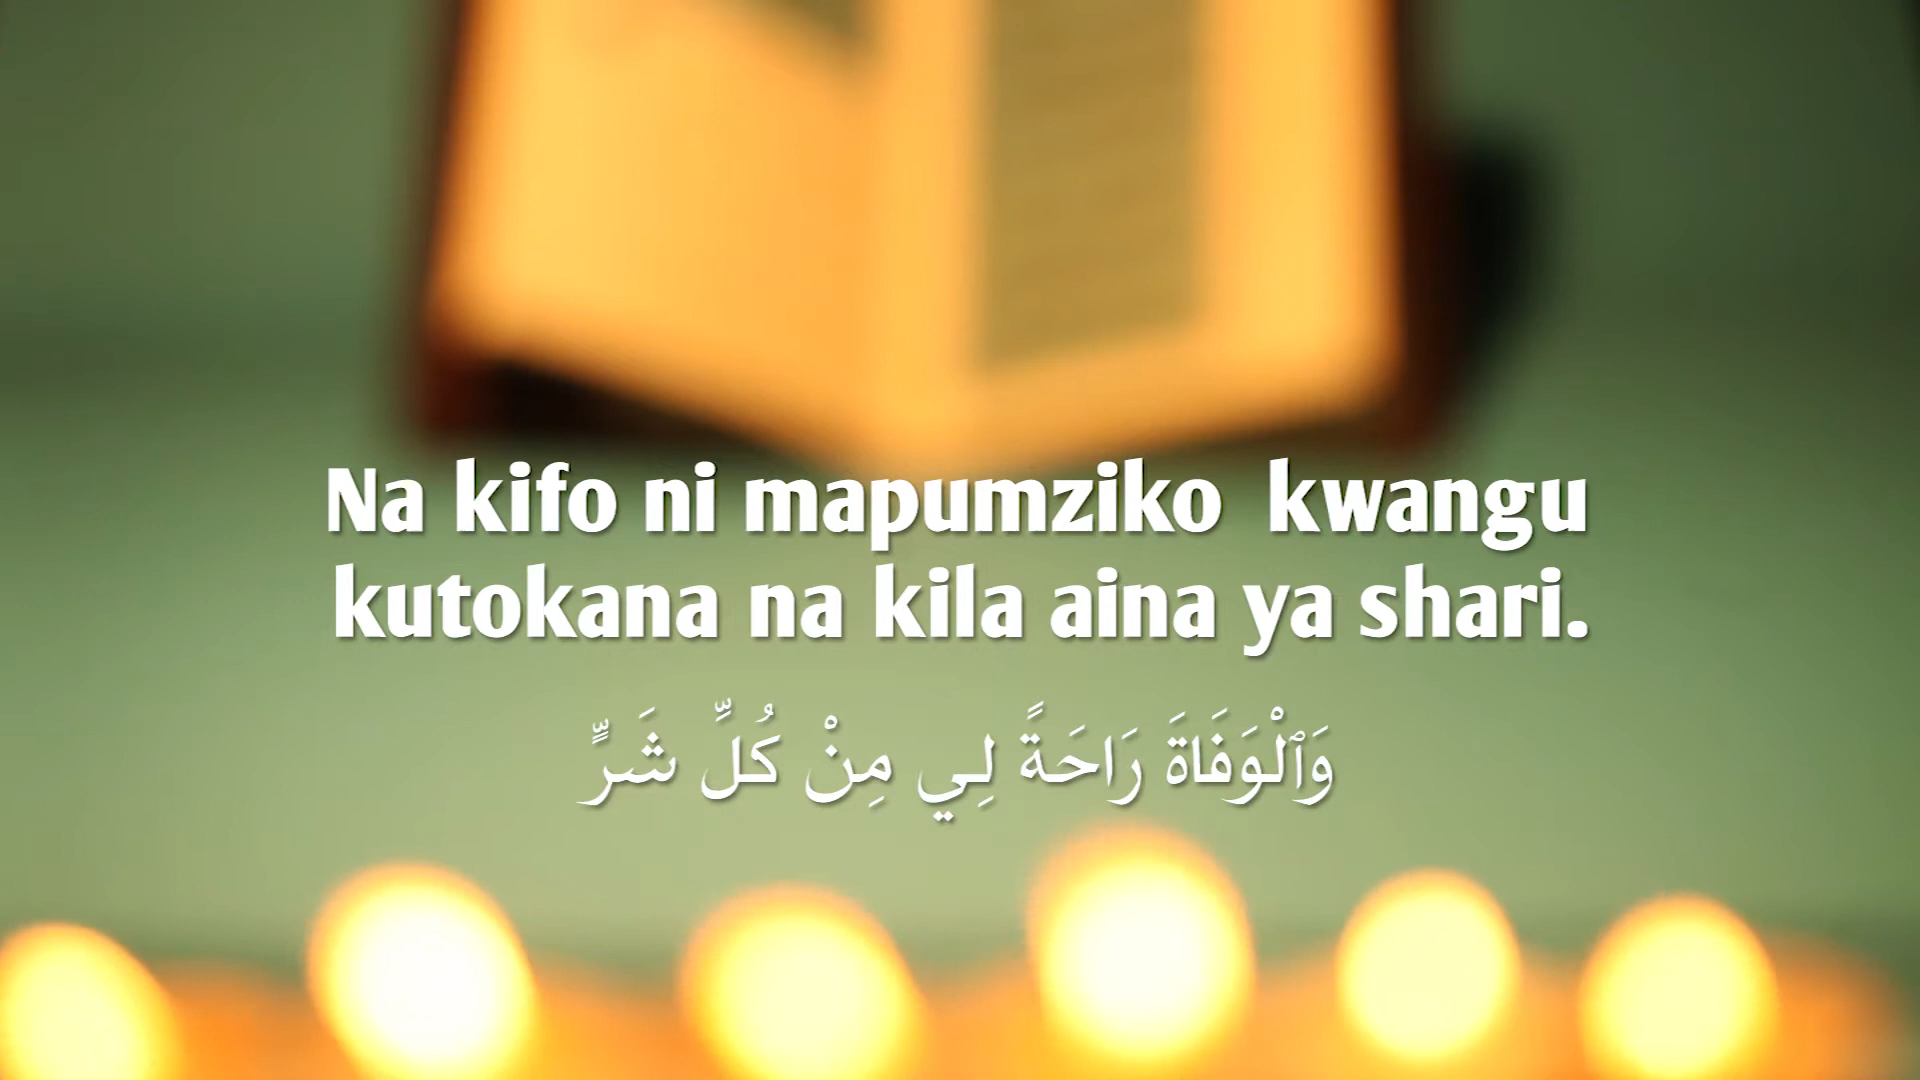 Na kifo ni mapumziko kwangu
kutokana na kila aina ya shari.
وَٱلْوَفَاةَ رَاحَةً لِي مِنْ كُلِّ شَرٍّ